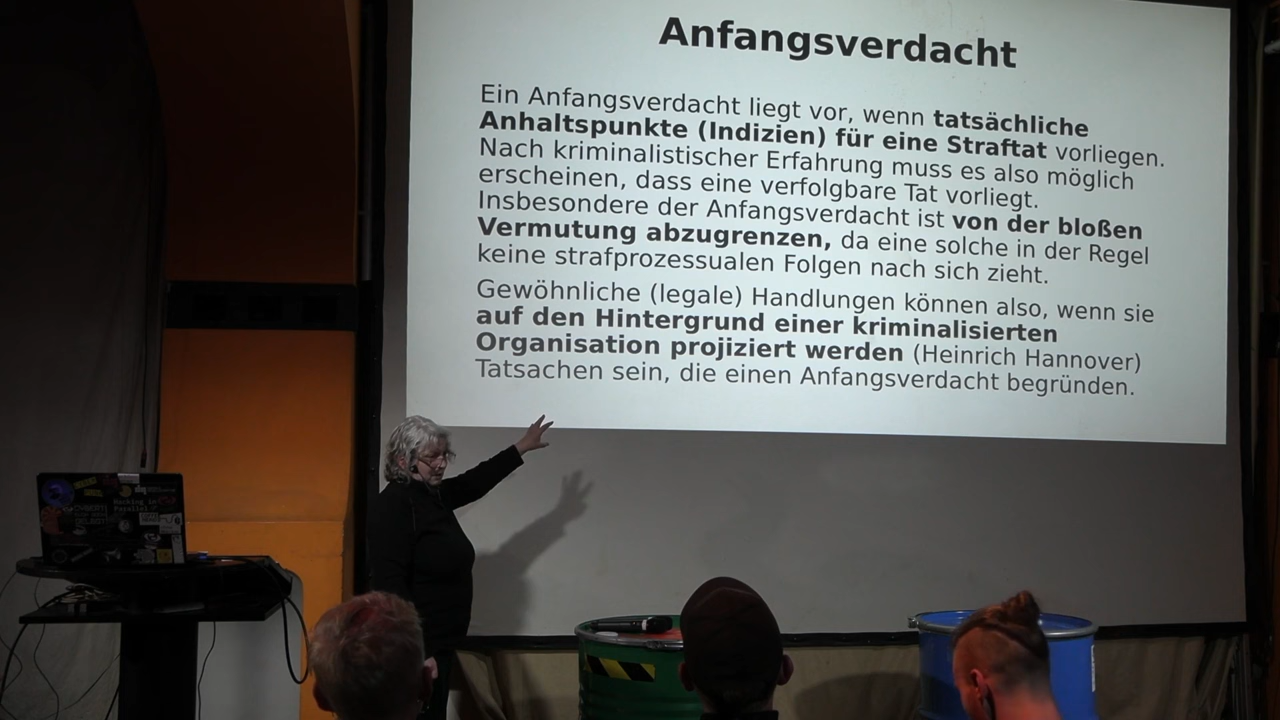 Anfangsverdacht
Ein Anfangsverdacht liegt vor, wenn tatsächliche
Anhaltspunkte (Indizien) für eine Straftat vorliegen.
Nach kriminalistischer Erfahrung muss es also möglich
erscheinen, dass eine verfolgbare Tat vorliegt.
Insbesondere der Anfangsverdacht ist von der bloßen
Vermutung abzugrenzen, da eine solche in der Regel
keine strafprozessualen Folgen nach sich zieht.
Gewöhnliche (legale) Handlungen können also, wenn sie
auf den Hintergrund einer kriminalisierten
Organisation projiziert werden (Heinrich Hannover)
Tatsachen sein, die einen Anfangsverdacht begründen.
Hacking in
Parallel